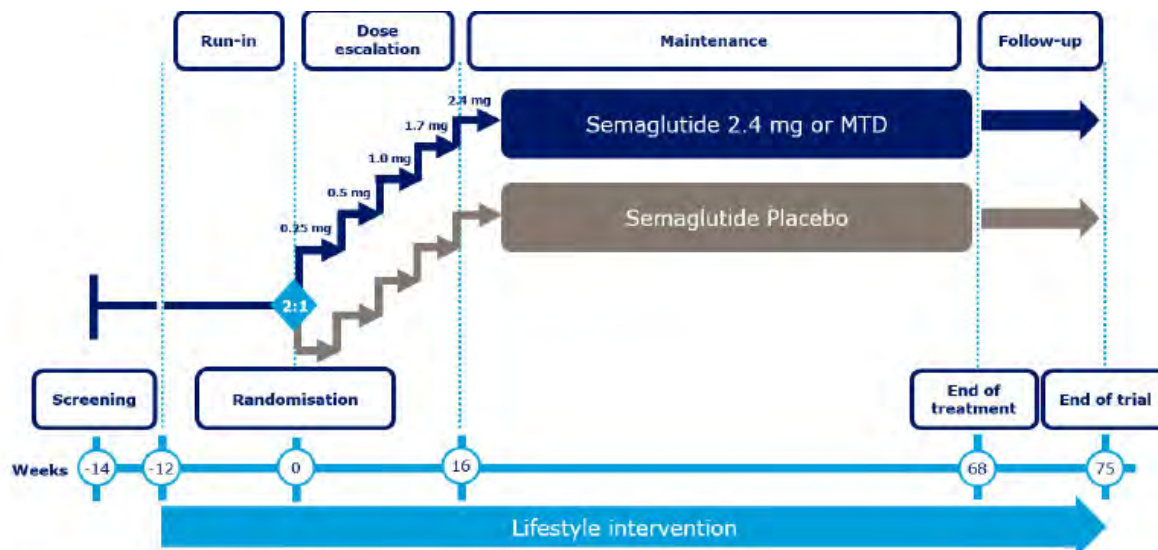 Run-in
Dose
escalation
Maintenance
Follow-up
2.4 mg
1.7 mg
1.0 mg
0.5 mg
0.25 mg
Semaglutide 2.4 mg or MTD
Semaglutide Placebo
2:1
Screening
Randomisation
End of
treatment
End of trial
Weeks -14 -12 0 16 68 75
Lifestyle intervention